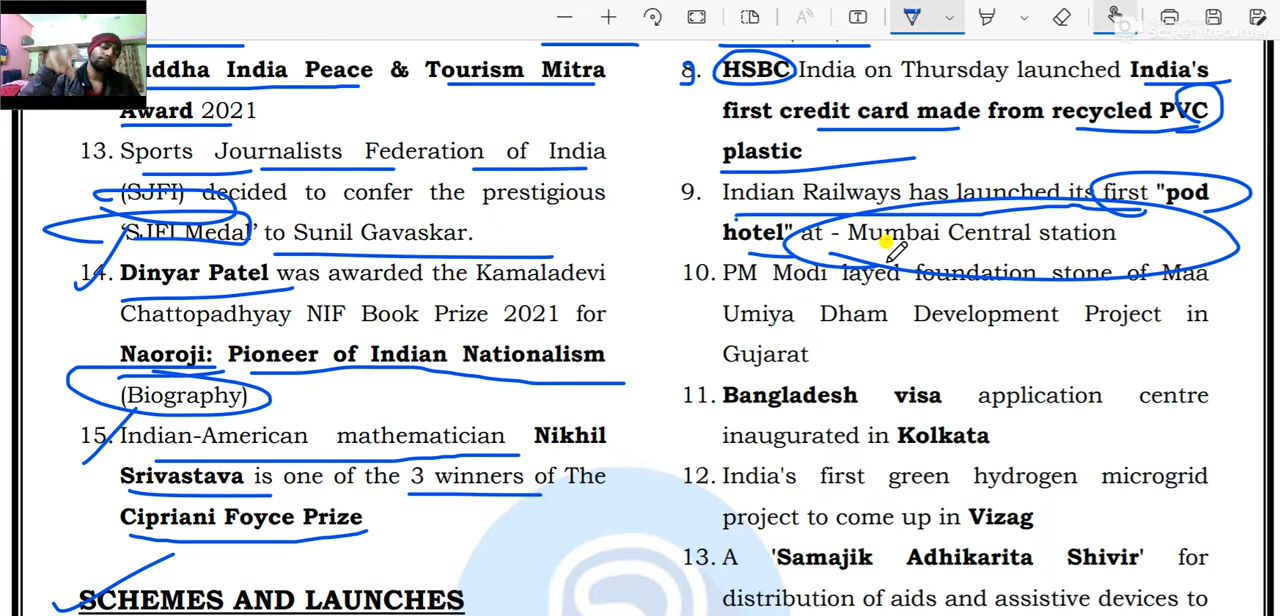 uddha India Peace & Tourism Mitra
Award 2021
13. Sports Journalists Federation of India
(SJFI) decided to confer the prestigious
'SJFI Medal' to Sunil Gavaskar.
14. Dinyar Patel was awarded the Kamaladevi
Chattopadhyay NIF Book Prize 2021 for
Naoroji: Pioneer of Indian Nationalism
(Biography)
15. Indian-American mathematician Nikhil
Srivastava is one of the 3 winners of The
Cipriani Foyce Prize
SCHEMES AND LAUNCHES
8. HSBC India on Thursday launched India's
first credit card made from recycled PVC
plastic
9. Indian Railways has launched its first "pod
hotel" at - Mumbai Central station
10. PM Modi layed foundation stone of Maa
Umiya Dham Development Project in
Gujarat
11. Bangladesh visa application centre
inaugurated in Kolkata
12. India's first green hydrogen microgrid
project to come up in Vizag
13. A 'Samajik Adhikarita Shivir' for
distribution of aids and assistive devices to
Screen Recorder